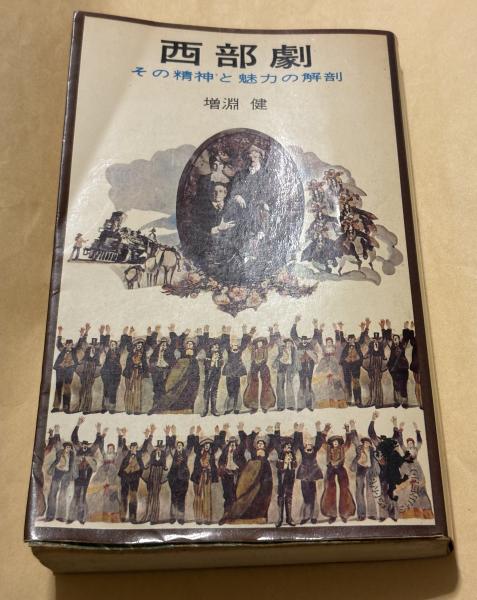 西部劇
その精神と魅力の解剖
増淵 健